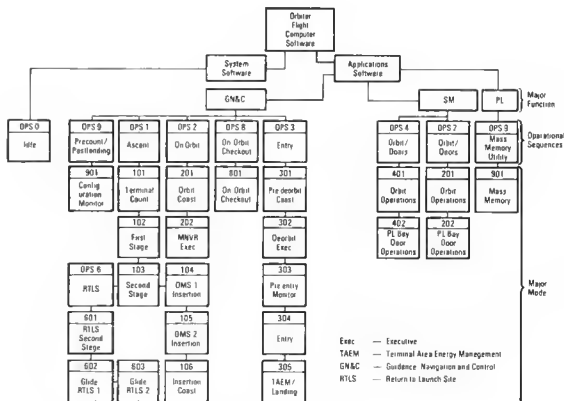 Orbiter
Flight
Computer
Software
System
Software
Applications
Software
GN&C
SM
PL
Major
Function
OPS 0
Idle
OPS 9
Precount/
Postlanding
OPS 1
Ascent
OPS 2
On Orbit
OPS 8
On Orbit
Checkout
OPS 3
Entry
OPS 4
Orbit/
Doors
OPS 2
Orbit/
Doors
OPS 9
Mass
Memory
Utility
Operational
Sequences
901
Config
uration
Monitor
101
Terminal
Count
201
Orbit
Coast
801
On Orbit
Checkout
301
Pre deorbit
Coast
401
Orbit
Operations
201
Orbit
Operations
901
Mass
Memory
102
First
Stage
202
MNVR
Exec
302
Deorbit
Exec
402
PL Bay
Door
Operations
202
PL Bay
Door
Operations
OPS 6
RTLS
103
Second
Stage
104
OMS 1
Insertion
303
Pre entry
Monitor
Major
Mode
601
RTLS
Second
Stage
105
OMS 2
Insertion
304
Entry
602
Glide
RTLS 1
603
Glide
RTLS 2
106
Insertion
Coast
305
TAEM /
Landing
Exec — Executive
TAEM — Terminal Area Energy Management
GN&C — Guidance Navigation and Control
RTLS — Return to Launch Site